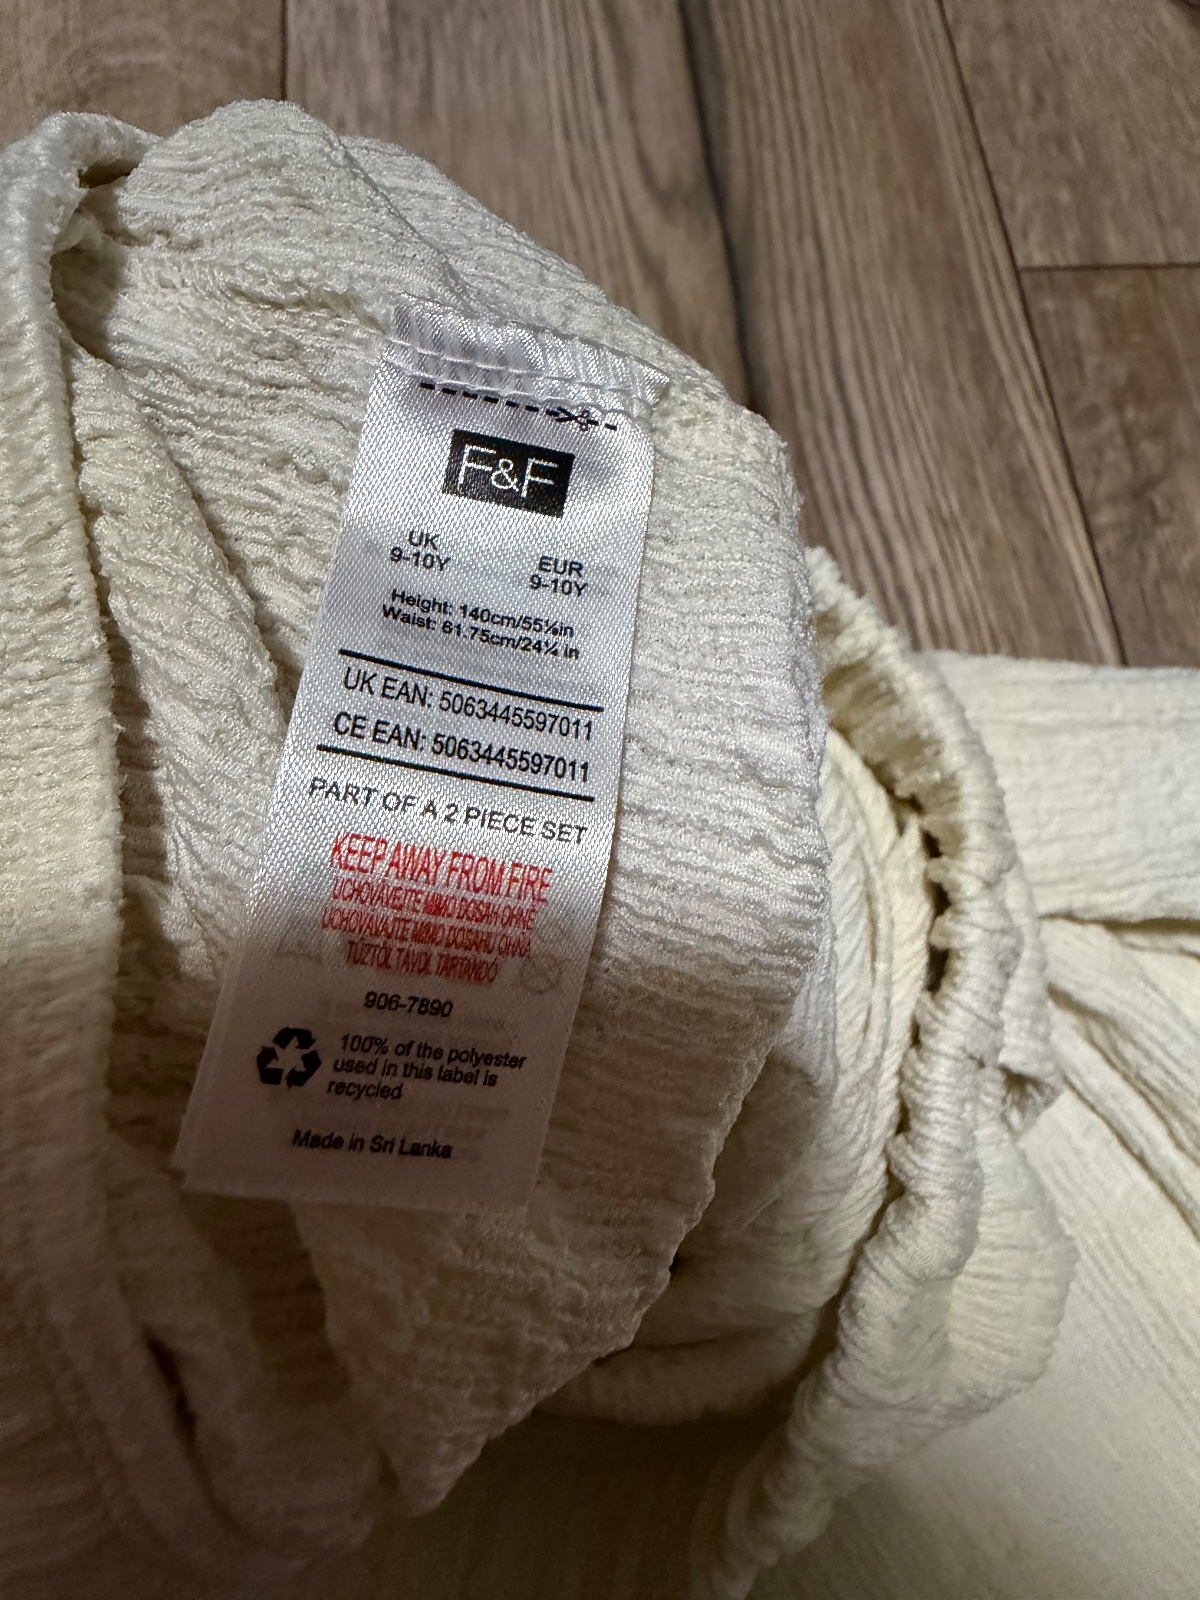 F&F
UK
9-10Y
EUR
9-10Y
Height: 140cm/55⅛in
Waist: 61.75cm/24¼ in
UK EAN: 5063445597011
CE EAN: 5063445597011
PART OF A 2 PIECE SET
KEEP AWAY FROM FIRE
UCHOVÁVEJTE MIMO DOSAH OHNĚ
UCHOVÁVAJTE MIMO DOSAHU OHŇA
TŰZTŐL TÁVOL TARTANDÓ
906-7890
100% of the polyester
used in this label is
recycled
Made in Sri Lanka